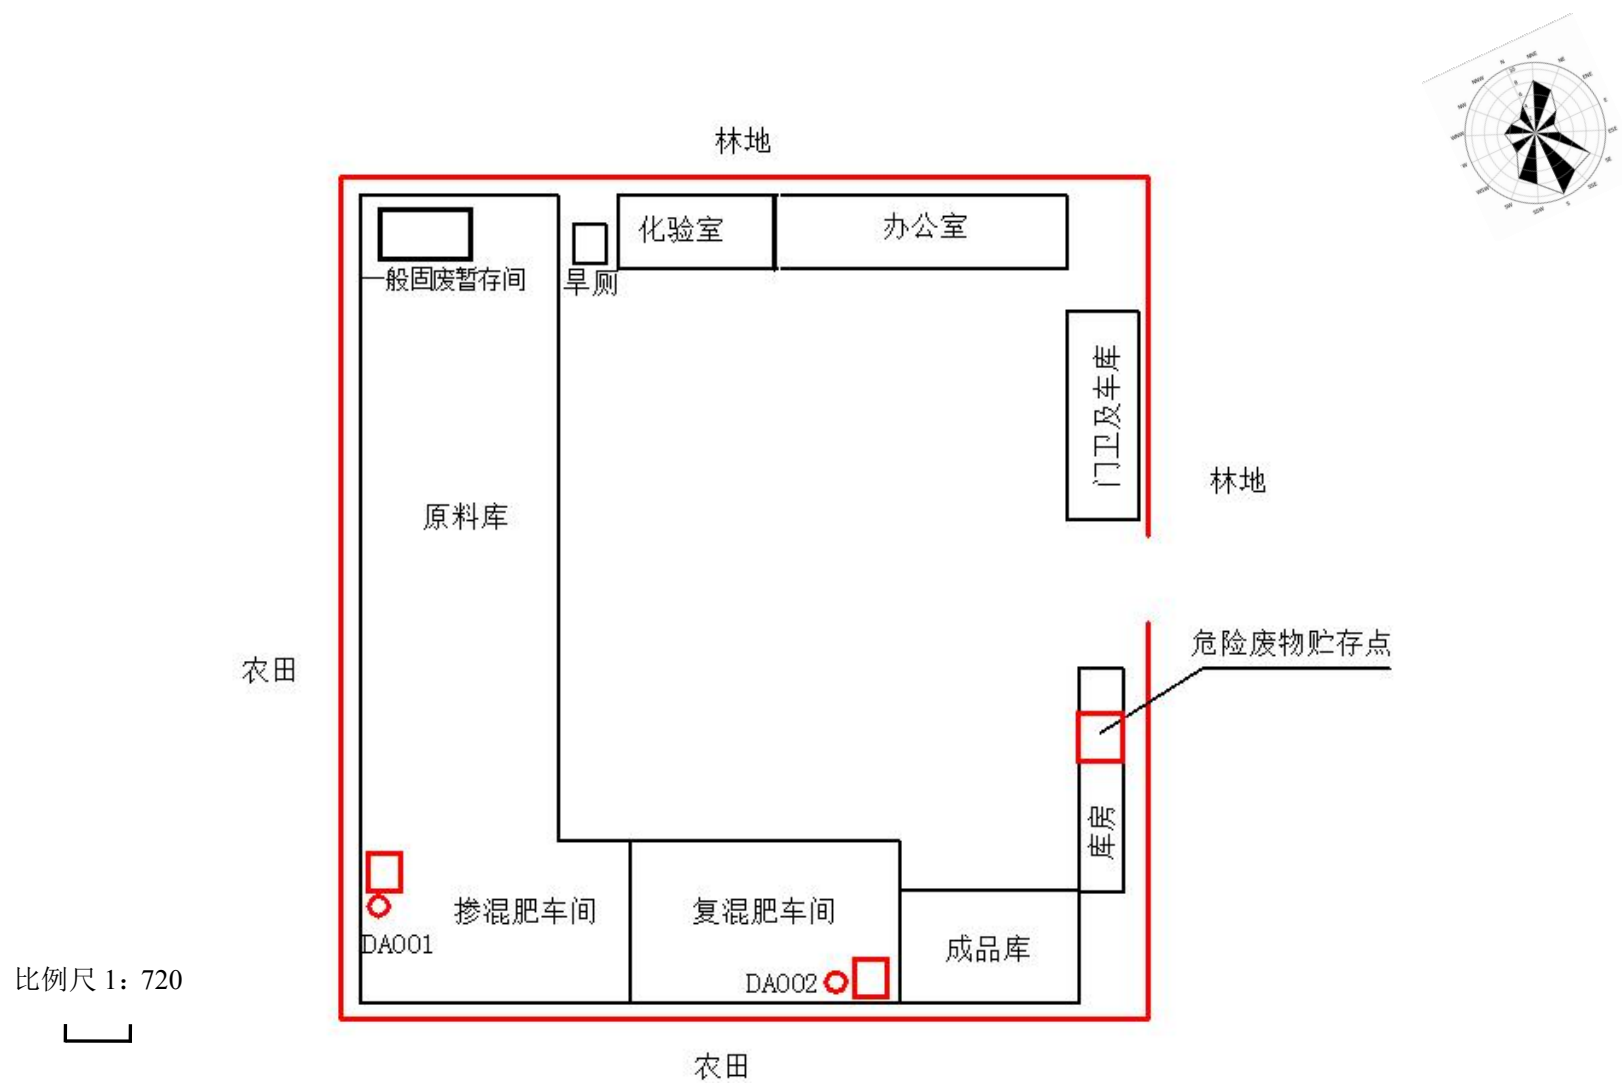 林地
化验室
办公室
一般固废暂存间
旱厕
门卫及车库
原料库
林地
危险废物贮存点
农田
库房
掺混肥车间
复混肥车间
成品库
DA001
DA002
比例尺 1：720
农田